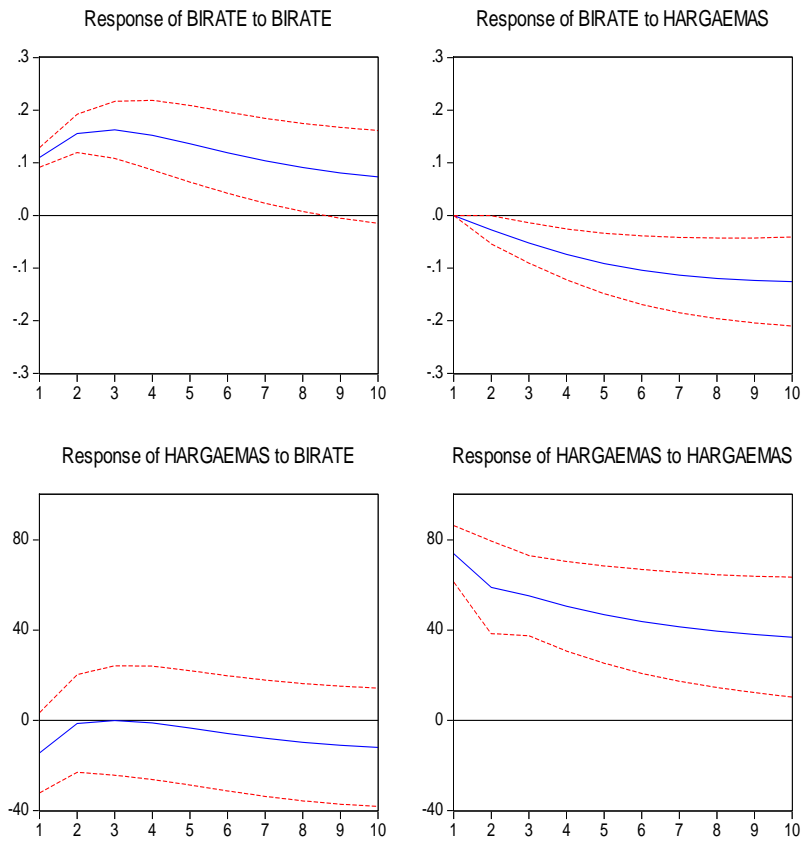 Response of BIRATE to BIRATE
.3
.2
.1
.0
-.1
-.2
-.3
1 2 3 4 5 6 7 8 9 10
Response of BIRATE to HARGAEMAS
.3
.2
.1
.0
-.1
-.2
-.3
1 2 3 4 5 6 7 8 9 10
Response of HARGAEMAS to BIRATE
80
40
0
-40
1 2 3 4 5 6 7 8 9 10
Response of HARGAEMAS to HARGAEMAS
80
40
0
-40
1 2 3 4 5 6 7 8 9 10